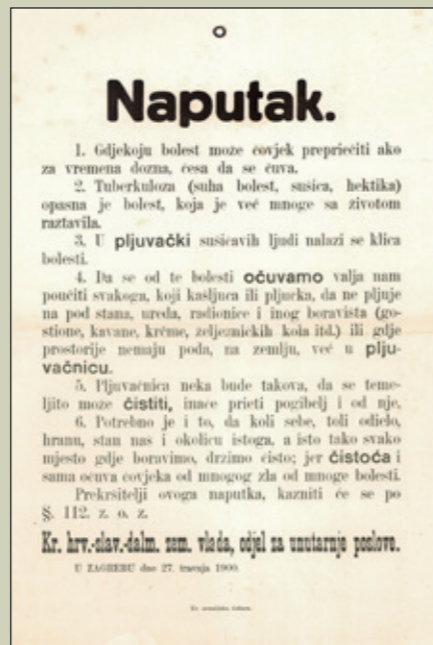 Naputak.
1. Gdjekoju bolest može čovjek prepriečiti ako
za vremena dozna, česa da se čuva.
2. Tuberkuloza (suha bolest, sušica, hektika)
opasna je bolest, koja je već mnoge sa životom
raztavila.
3. U pljuvački sušicavih ljudi nalazi se klica
bolesti.
4. Da se od te bolesti očuvamo valja nam
poučiti svakoga, koji kašljuca ili pljucka, da ne pljuje
na pod stana, ureda, radionice i inog boravišta (go-
stione, kavane, krčme, željezničkih kola itd.) ili gdje
prostorije nemaju poda, na zemlju, već u plju-
vačnicu.
5. Pljuvačnica neka bude takova, da se teme-
ljito može čistiti, inače prieti pogibelj i od nje,
6. Potrebno je i to, da koli sebe, toli odielo,
hranu, stan naš i okolicu istoga, a isto tako svako
mjesto gdje boravimo, držimo čisto; jer čistoća i
sama očuva čovjeka od mnogog zla od mnoge bolesti.
Prekršitelji ovoga naputka, kazniti će se po
§. 112. z. o. z.
Kr. hrv.-slav.-dalm. zem. vlada, odjel za unutarnje poslove.
U ZAGREBU dne 27. travnja 1900.
Kr. zemaljska tiskara.